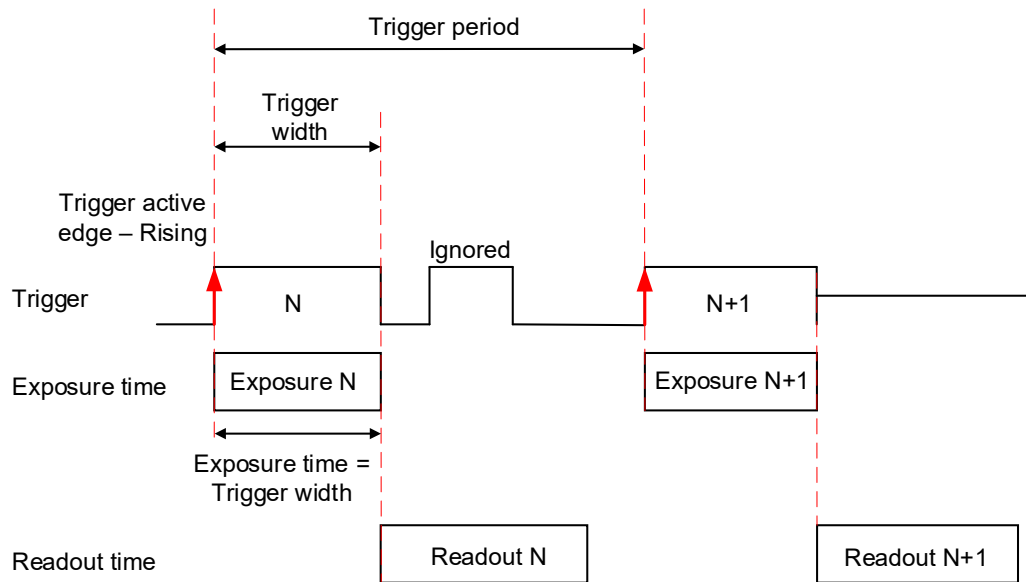 Trigger period
Trigger
width
Trigger active
edge – Rising
Ignored
Trigger
N
N+1
Exposure time
Exposure N
Exposure N+1
Exposure time =
Trigger width
Readout time
Readout N
Readout N+1